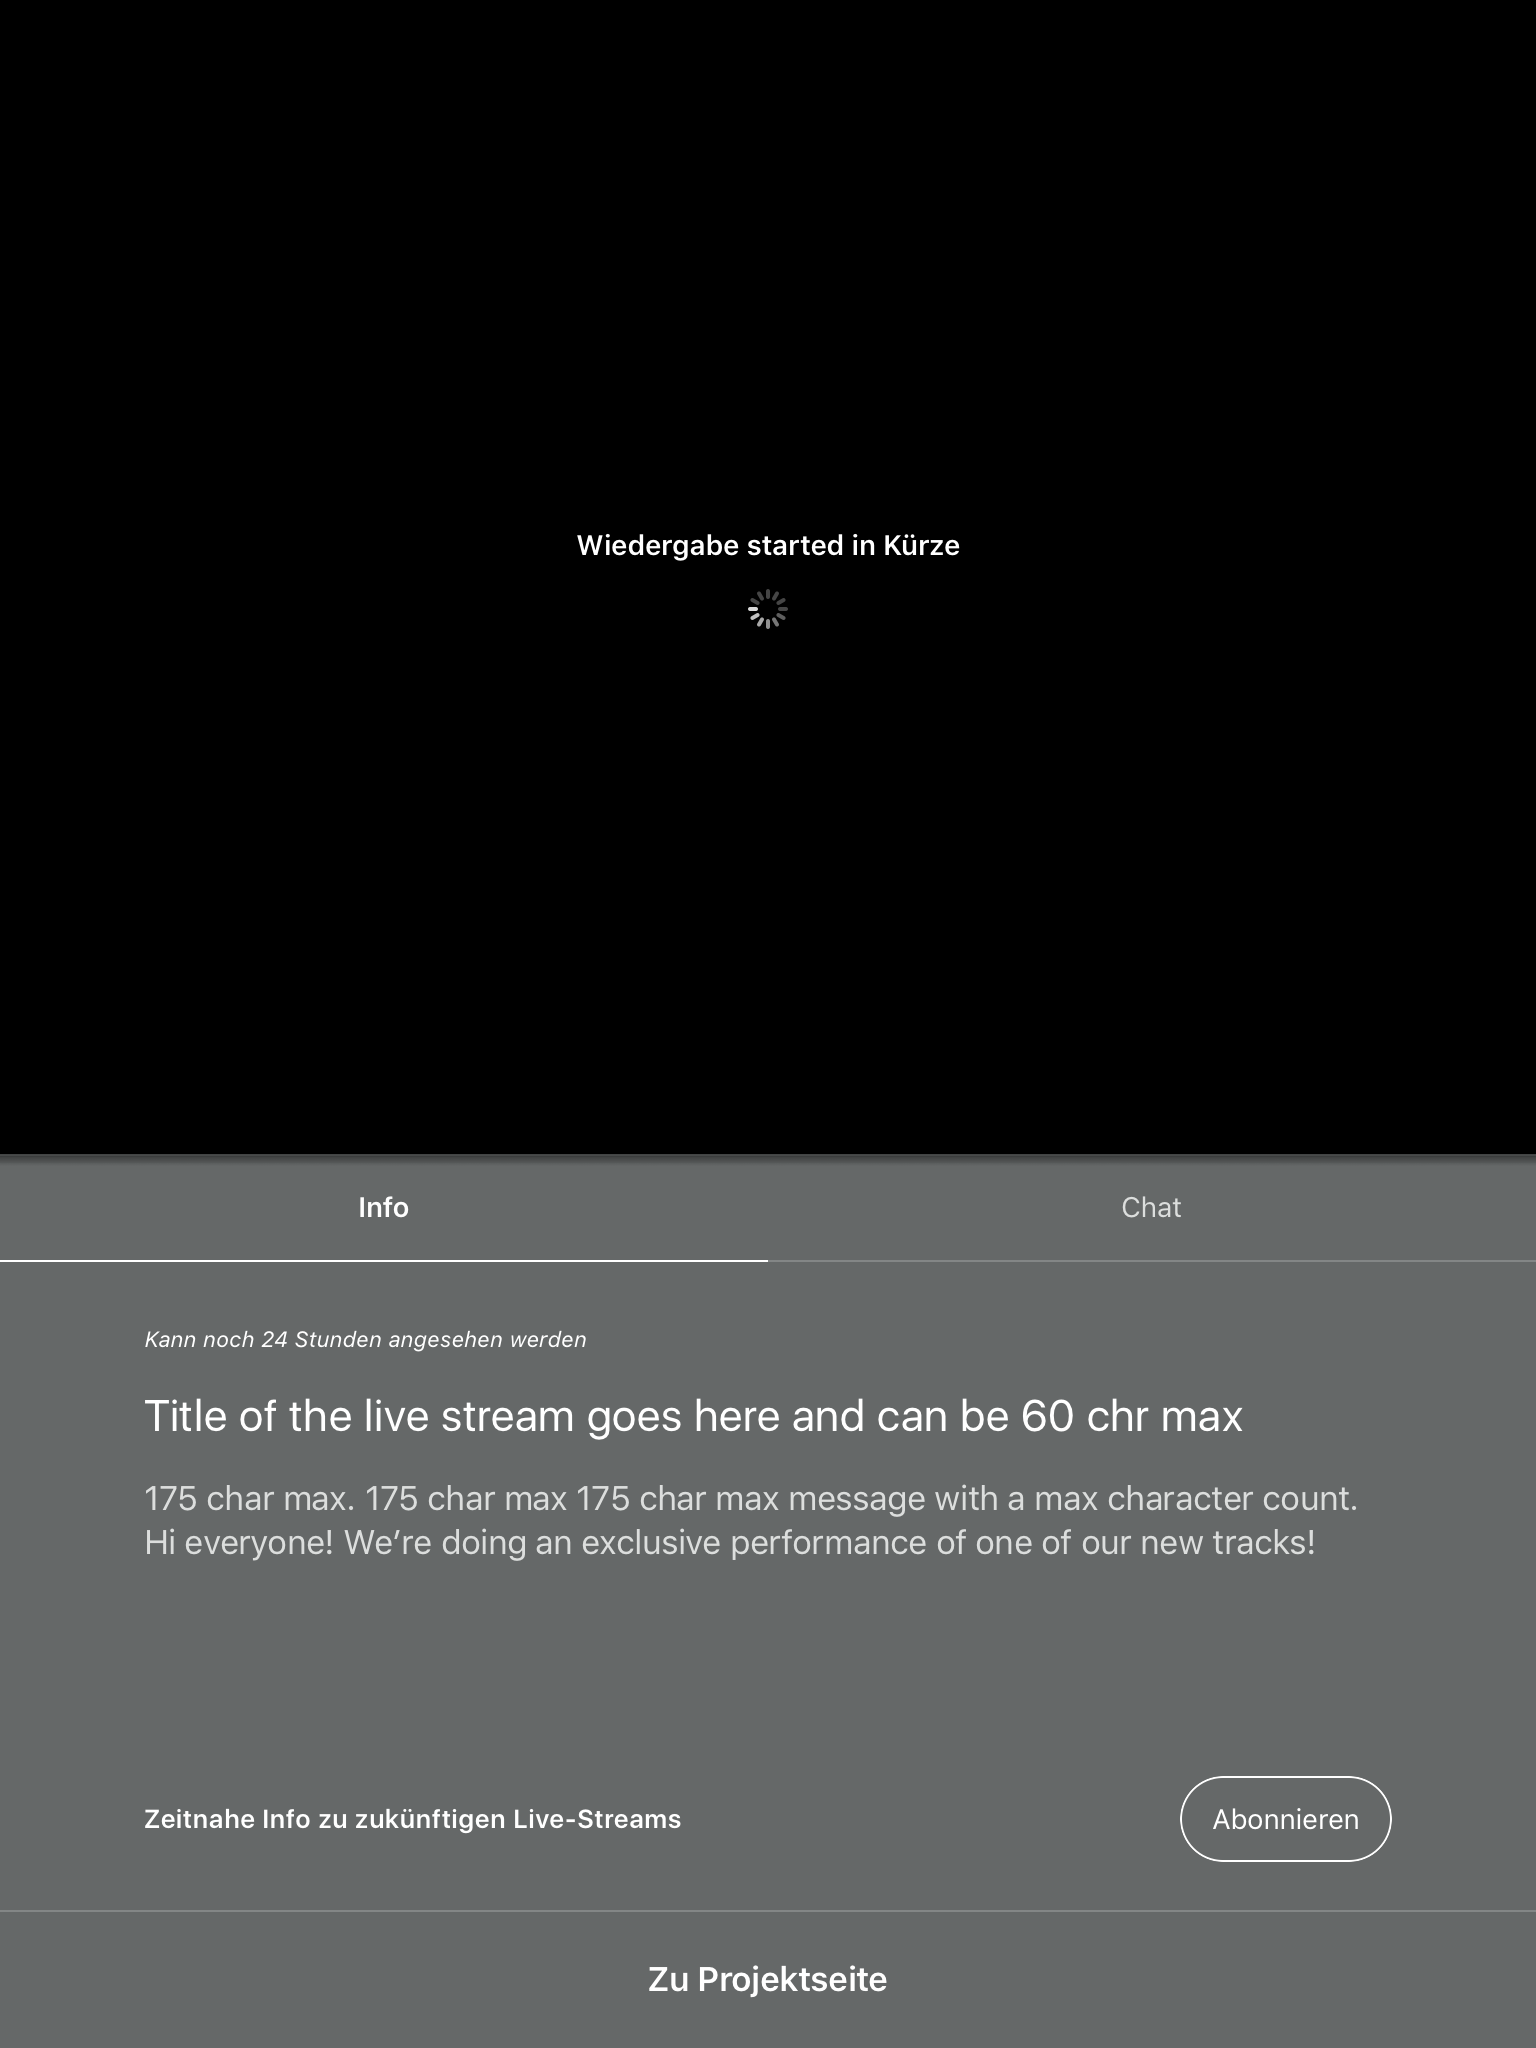 Wiedergabe started in Kürze
Info
Chat
Kann noch 24 Stunden angesehen werden
Title of the live stream goes here and can be 60 chr max
175 char max. 175 char max 175 char max message with a max character count.
Hi everyone! We’re doing an exclusive performance of one of our new tracks!
Zeitnahe Info zu zukünftigen Live-Streams
Abonnieren
Zu Projektseite